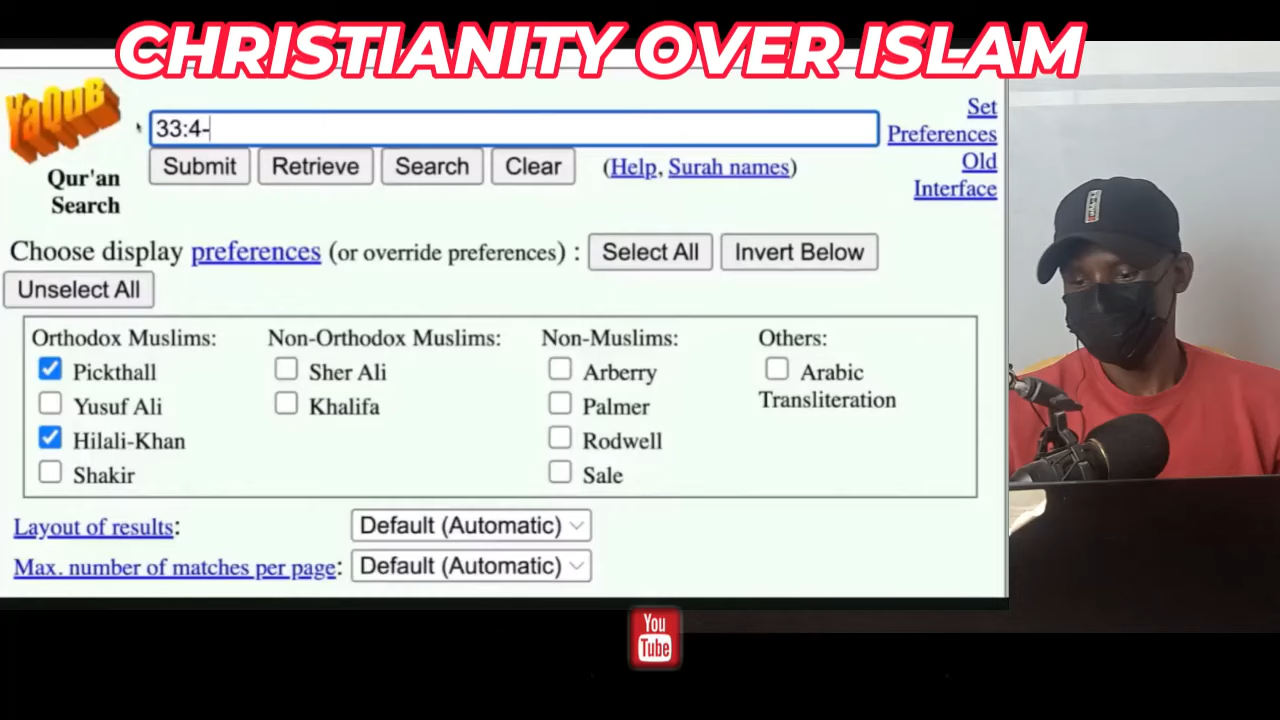 CHRISTIANITY OVER ISLAM
YaQuB
Qur'an
Search
33:4-
Submit Retrieve Search Clear (Help, Surah names)
Set
Preferences
Old
Interface
Choose display preferences (or override preferences) : Select All Invert Below
Unselect All
Orthodox Muslims: Non-Orthodox Muslims: Non-Muslims: Others:
Pickthall Sher Ali Arberry Arabic
Yusuf Ali Khalifa Palmer Transliteration
Hilali-Khan Rodwell
Shakir Sale
Layout of results: Default (Automatic)
Max. number of matches per page: Default (Automatic)
You
Tube